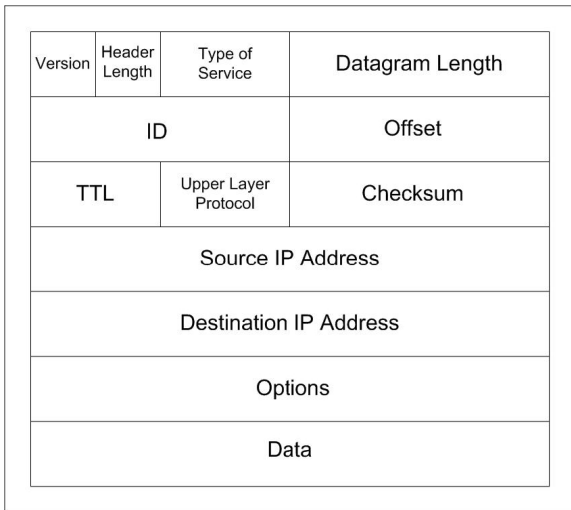 Version
Header
Length
Type of
Service
Datagram Length
ID
Offset
TTL
Upper Layer
Protocol
Checksum
Source IP Address
Destination IP Address
Options
Data